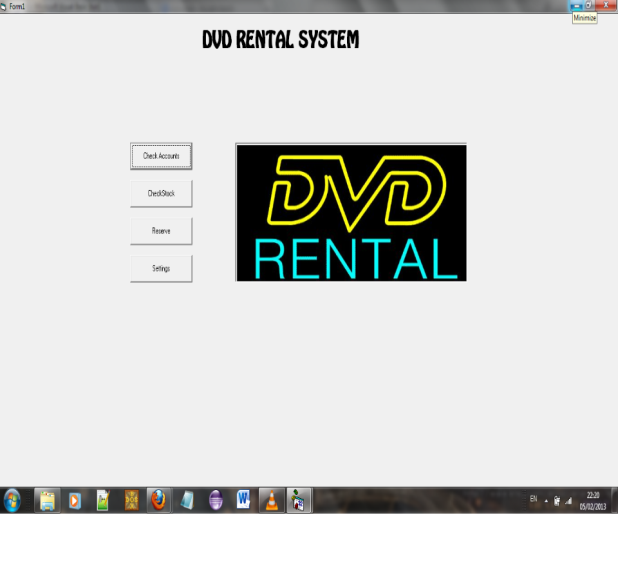 Form1
Minimize
DVD RENTAL SYSTEM
Check Accounts
CheckStock
Reserve
Settings
DVD
RENTAL
EN
22:20
05/02/2013